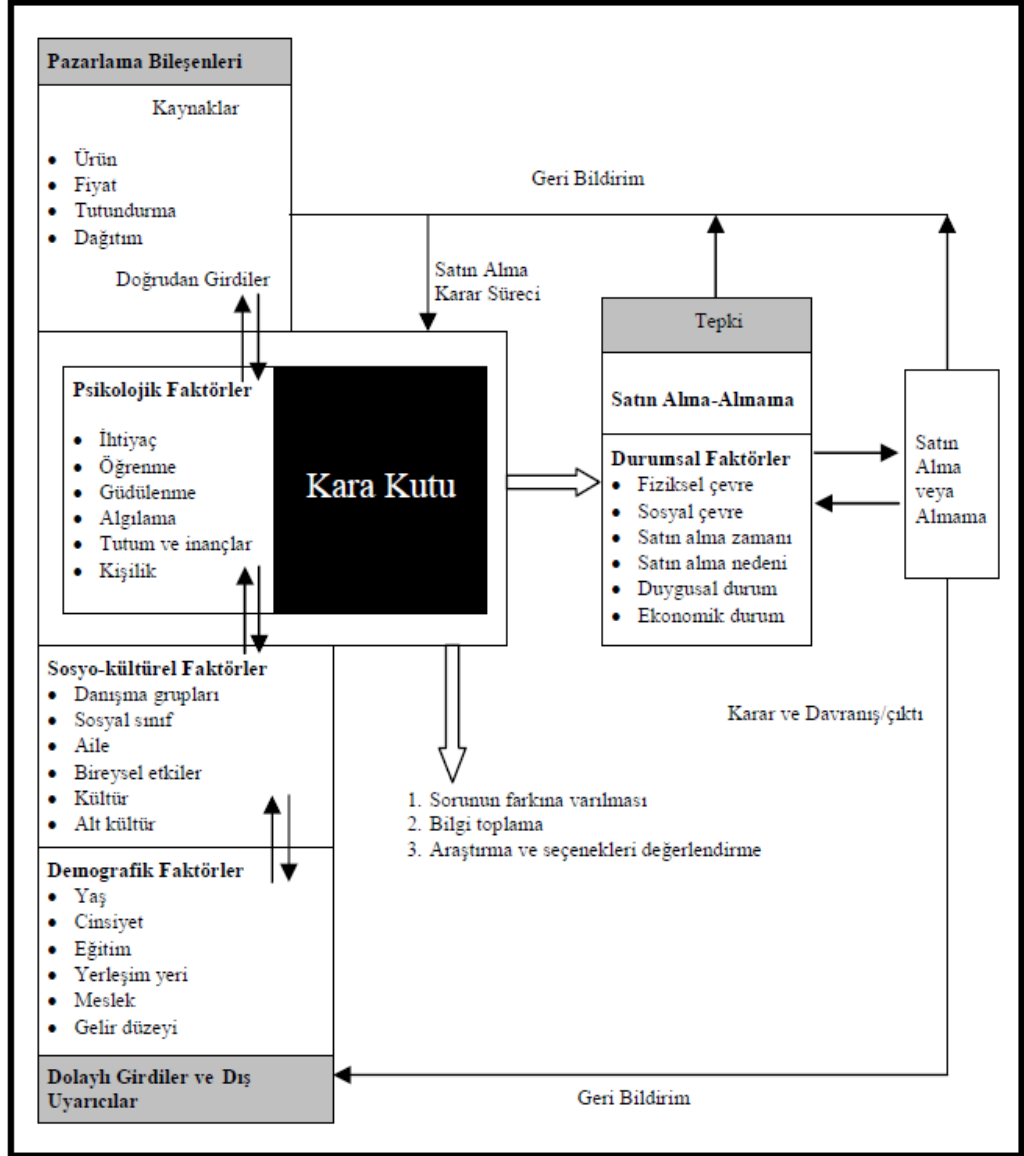 Pazarlama Bileşenleri
Kaynaklar
• Ürün
• Fiyat
• Tutundurma
• Dağıtım
Doğrudan Girdiler
Geri Bildirim
Satın Alma
Karar Süreci
Psikolojik Faktörler
• İhtiyaç
• Öğrenme
• Güdülenme
• Algılama
• Tutum ve inançlar
• Kişilik
Kara Kutu
Tepki
Satın Alma-Almama
Durumsal Faktörler
• Fiziksel çevre
• Sosyal çevre
• Satın alma zamanı
• Satın alma nedeni
• Duygusal durum
• Ekonomik durum
Satın
Alma
veya
Almama
Sosyo-kültürel Faktörler
• Danışma grupları
• Sosyal sınıf
• Aile
• Bireysel etkiler
• Kültür
• Alt kültür
Karar ve Davranış/çıktı
1. Sorunun farkına varılması
2. Bilgi toplama
3. Araştırma ve seçenekleri değerlendirme
Demografik Faktörler
• Yaş
• Cinsiyet
• Eğitim
• Yerleşim yeri
• Meslek
• Gelir düzeyi
Dolaylı Girdiler ve Dış
Uyarıcılar
Geri Bildirim